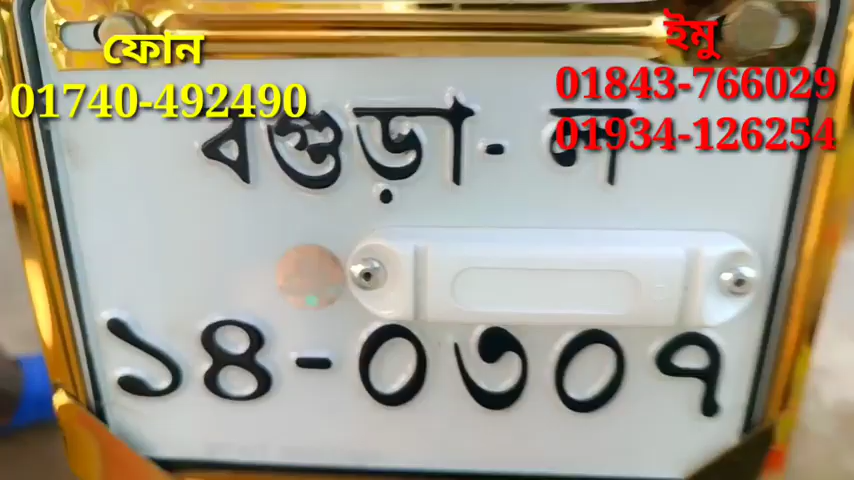 ফোন
01740-492490
ইমু
01843-766029
01934-126254
বগুড়া- ল
১৪-০৩০৭